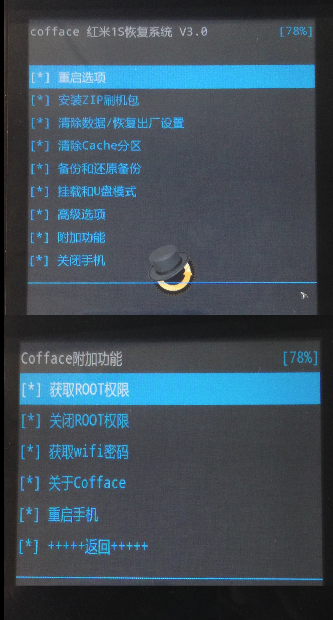 cofface 红米1S恢复系统 V3.0 [78%]
[*] 重启选项
[*] 安装ZIP刷机包
[*] 清除数据/恢复出厂设置
[*] 清除Cache分区
[*] 备份和还原备份
[*] 挂载和U盘模式
[*] 高级选项
[*] 附加功能
[*] 关闭手机
Cofface附加功能 [78%]
[*] 获取ROOT权限
[*] 关闭ROOT权限
[*] 获取wifi密码
[*] 关于Cofface
[*] 重启手机
[*] +++++返回+++++